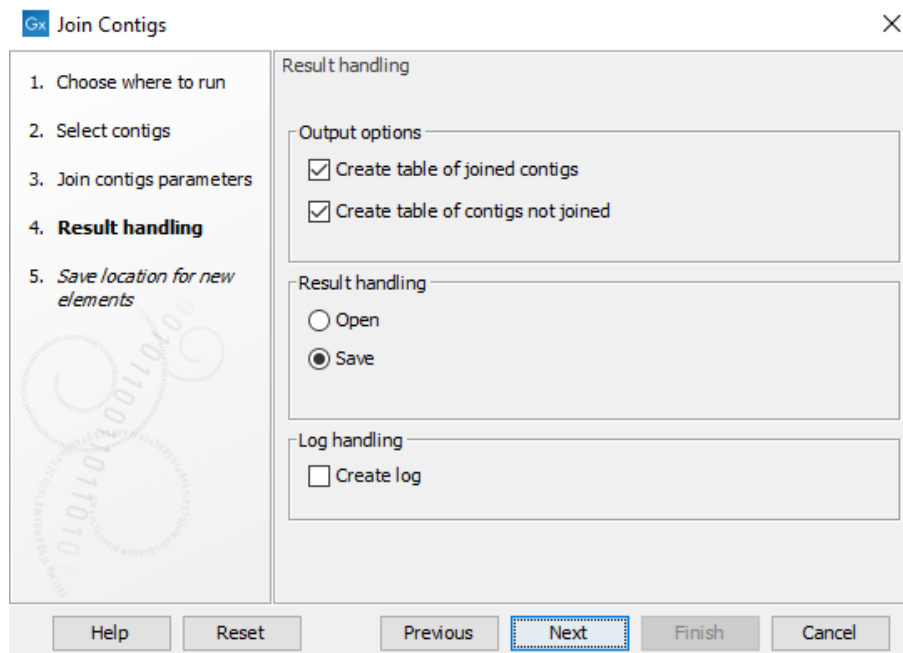 Gx Join Contigs
1. Choose where to run
2. Select contigs
3. Join contigs parameters
4. Result handling
5. Save location for new
elements
Result handling
Output options
Create table of joined contigs
Create table of contigs not joined
Result handling
Open
Save
Log handling
Create log
Help Reset Previous Next Finish Cancel